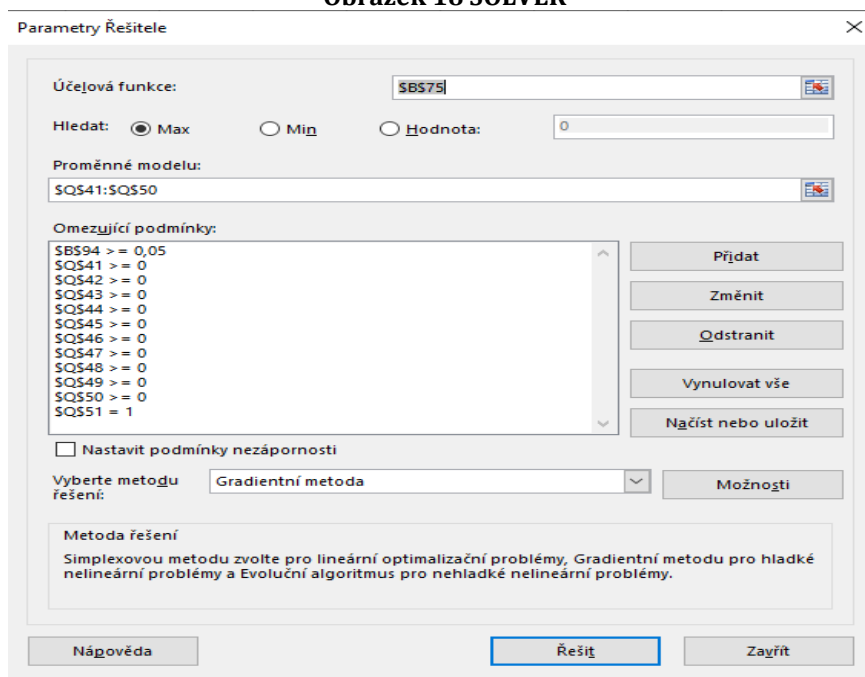 Obrázek 18 SOLVER
Parametry Řešitele
Účelová funkce: $B$75
Hledat: Max Min Hodnota: 0
Proměnné modelu:
$Q$41:$Q$50
Omezující podmínky:
$B$94 >= 0,05
$Q$41 >= 0
$Q$42 >= 0
$Q$43 >= 0
$Q$44 >= 0
$Q$45 >= 0
$Q$46 >= 0
$Q$47 >= 0
$Q$48 >= 0
$Q$49 >= 0
$Q$50 >= 0
$Q$51 = 1
Přidat
Změnit
Odstranit
Vynulovat vše
Načíst nebo uložit
Nastavit podmínky nezápornosti
Vyberte metodu řešení: Gradientní metoda Možnosti
Metoda řešení
Simplexovou metodu zvolte pro lineární optimalizační problémy, Gradientní metodu pro hladké
nelineární problémy a Evoluční algoritmus pro nehladké nelineární problémy.
Nápověda Řešit Zavřít